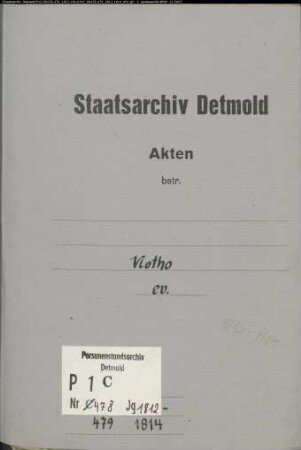 Staatsarchiv Detmold
Akten
betr.
Vlotho
ev.
Personenstandsarchiv
Detmold
P 1 C
Nr 478 Jg 1812-
479 1814